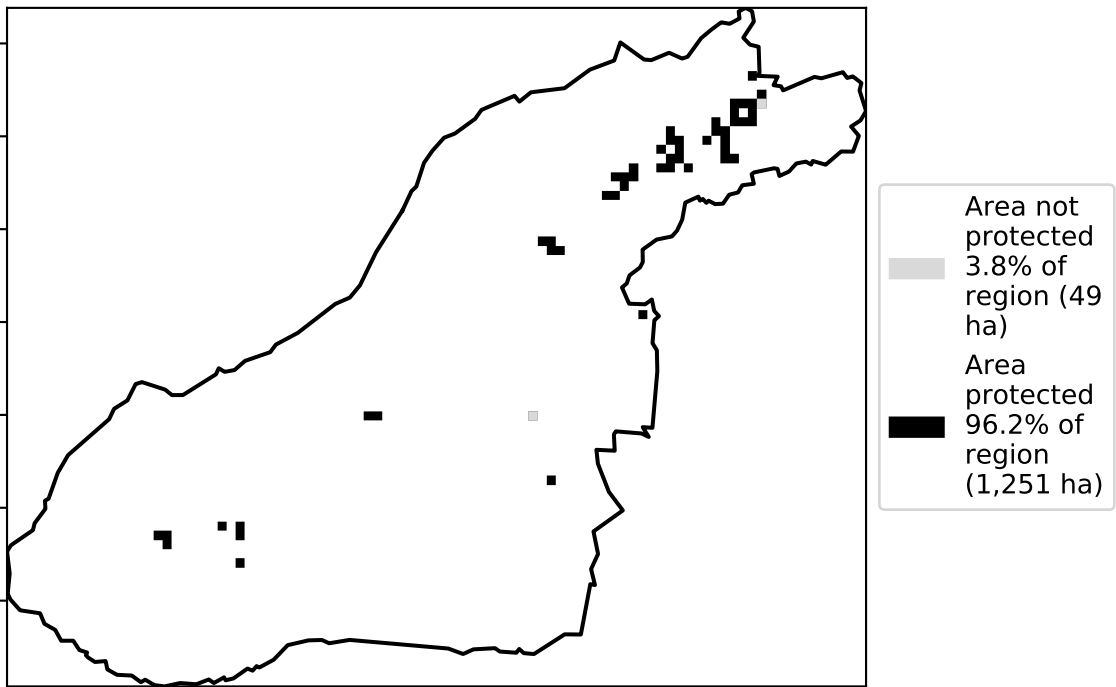 Area not
protected
3.8% of
region (49
ha)
Area
protected
96.2% of
region
(1,251 ha)